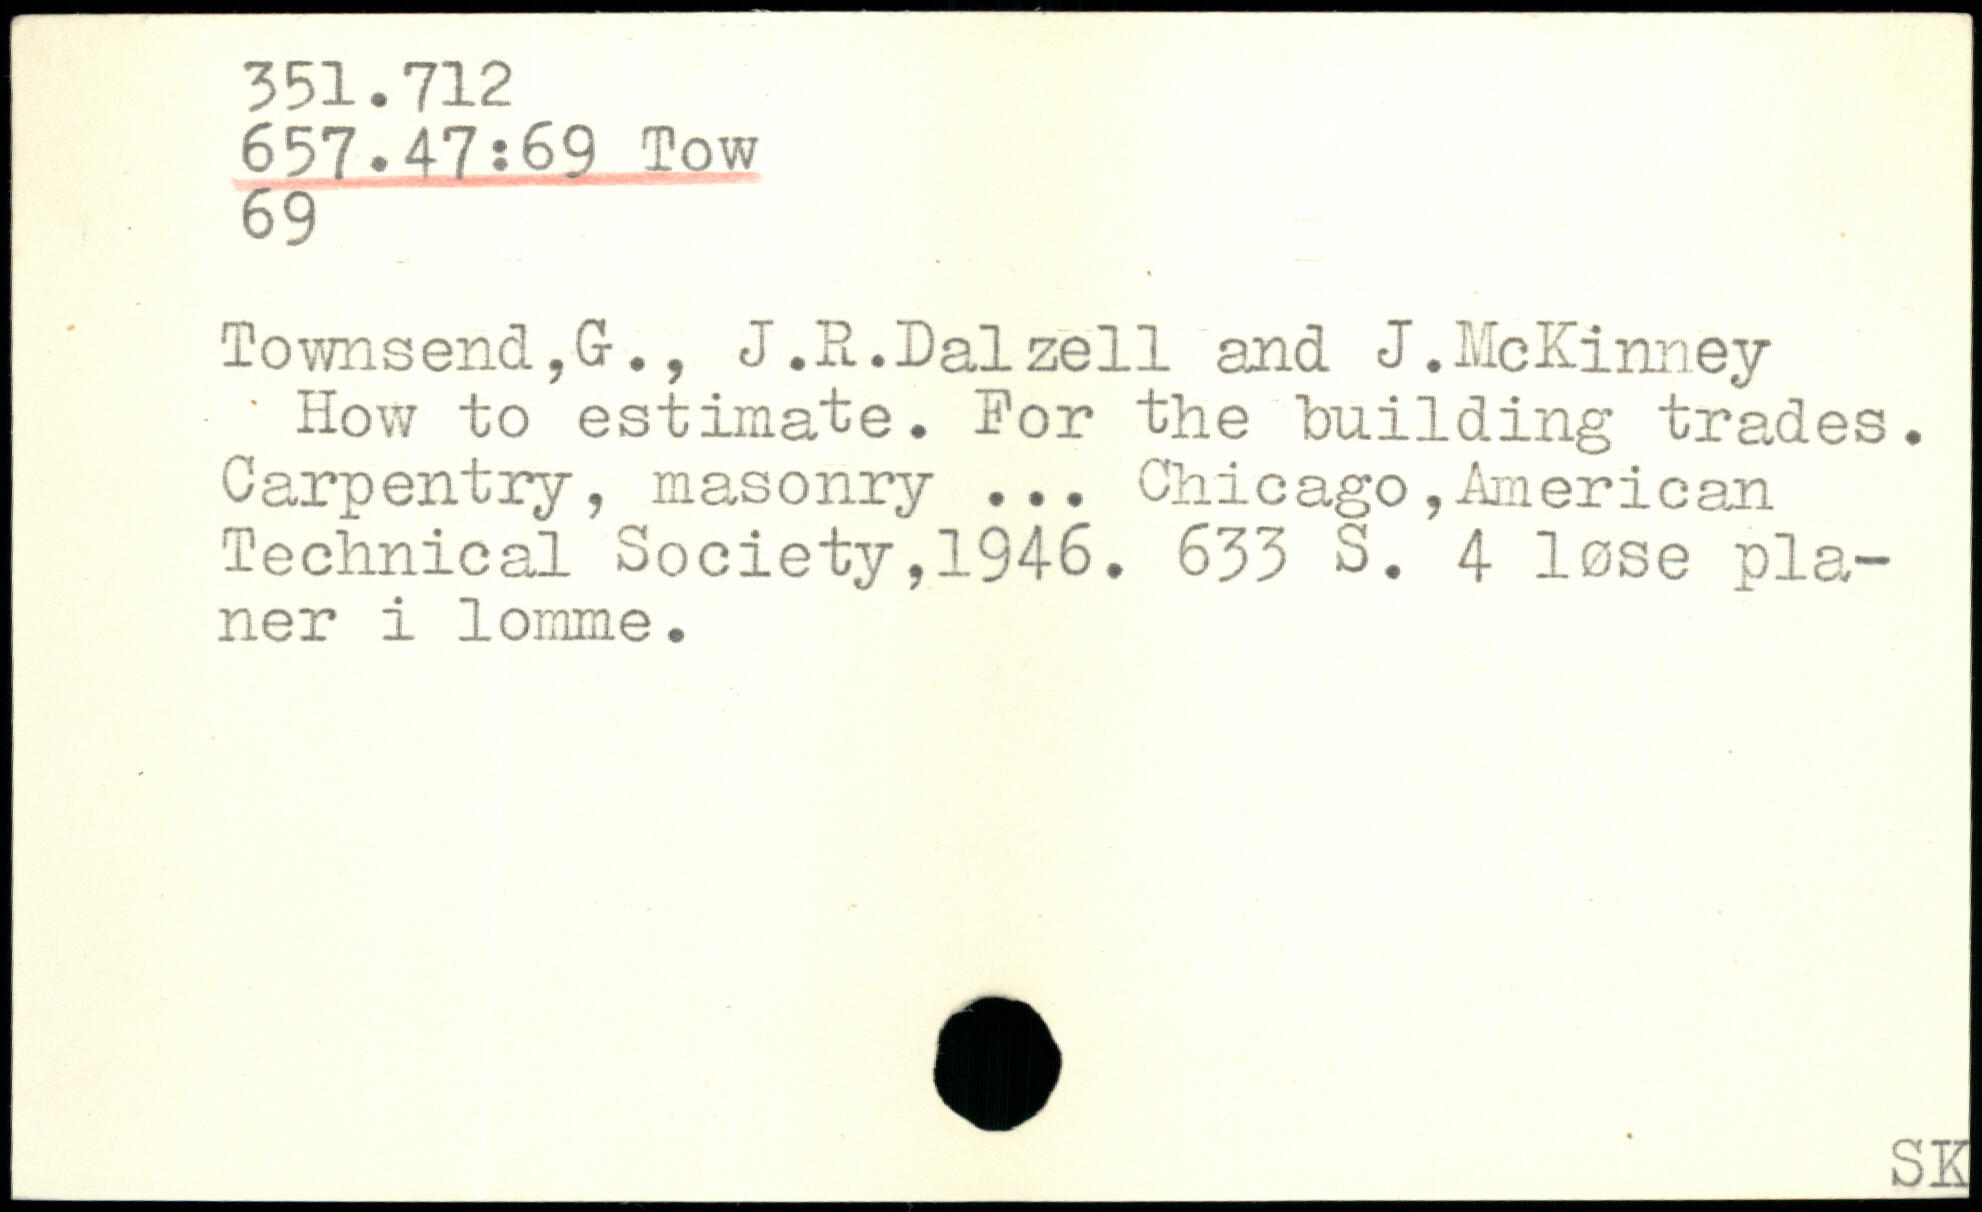 351.712
657.47:69 Tow
69
Townsend,G., J.R.Dalzell and J.McKinney
How to estimate. For the building trades.
Carpentry, masonry ... Chicago,American
Technical Society,1946. 633 S. 4 løse pla-
ner i lomme.
SK